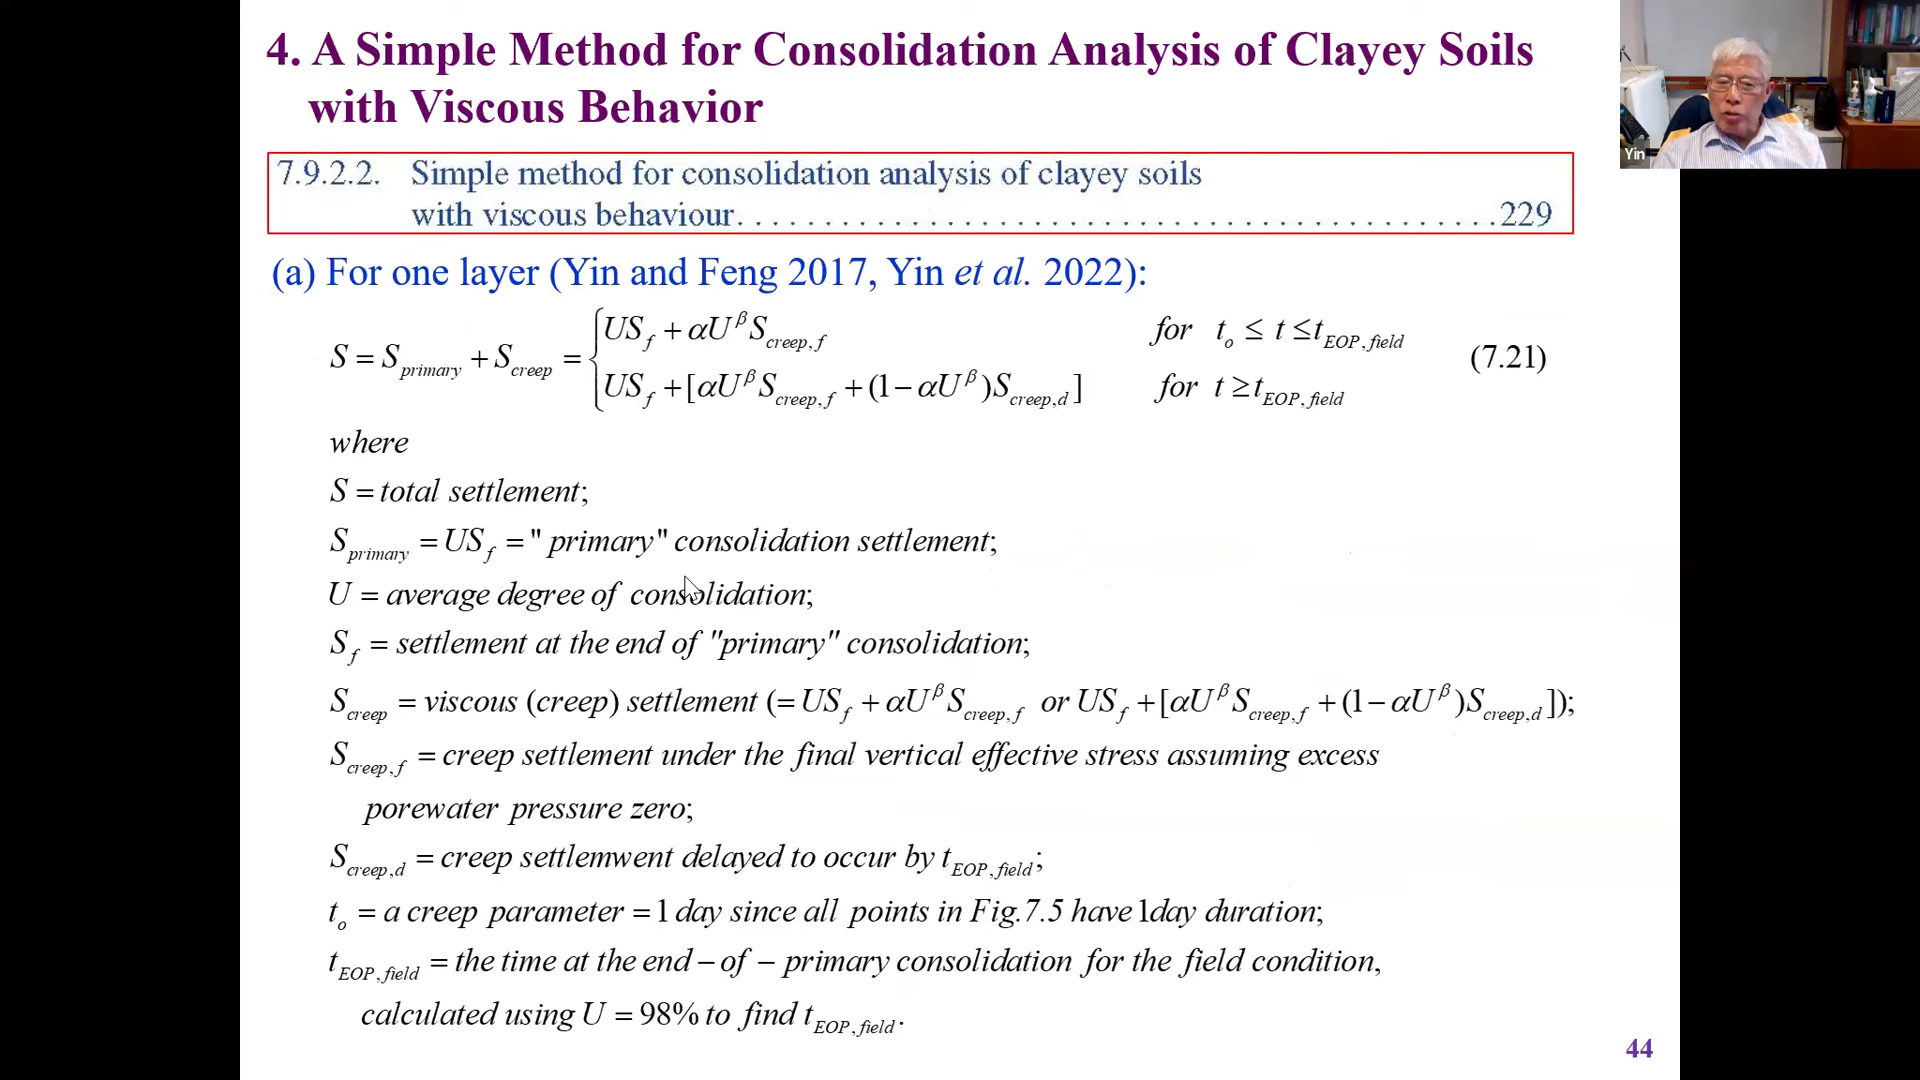 4. A Simple Method for Consolidation Analysis of Clayey Soils
with Viscous Behavior
Yin
7.9.2.2. Simple method for consolidation analysis of clayey soils
with viscous behaviour. . . . . . . . . . . . . . . . . . . . . . . . . . . . . . . . . . . . . . . . . . . . . . . . . . . . .229
(a) For one layer (Yin and Feng 2017, Yin et al. 2022):
S = S_primary + S_creep = { US_f + αU^β S_creep,f for t_o ≤ t ≤ t_EOP,field
US_f + [αU^β S_creep,f + (1 − αU^β)S_creep,d] for t ≥ t_EOP,field
(7.21)
where
S = total settlement;
S_primary = US_f = " primary" consolidation settlement;
U = average degree of consolidation;
S_f = settlement at the end of "primary" consolidation;
S_creep = viscous (creep) settlement (= US_f + αU^β S_creep,f or US_f + [αU^β S_creep,f + (1 − αU^β)S_creep,d]);
S_creep,f = creep settlement under the final vertical effective stress assuming excess
porewater pressure zero;
S_creep,d = creep settlemwent delayed to occur by t_EOP,field;
t_o = a creep parameter = 1 day since all points in Fig.7.5 have 1day duration;
t_EOP,field = the time at the end − of − primary consolidation for the field condition,
calculated using U = 98% to find t_EOP,field.
44